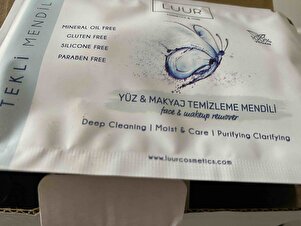 LUUR
TEKLİ MENDİL
MINERAL OIL FREE
GLUTEN FREE
SILICONE FREE
PARABEN FREE
YÜZ & MAKYAJ TEMİZLEME MENDİLİ
face & makeup remover
Deep Cleaning | Moist & Care | Purifying Clarifying
www.luurcosmetics.com